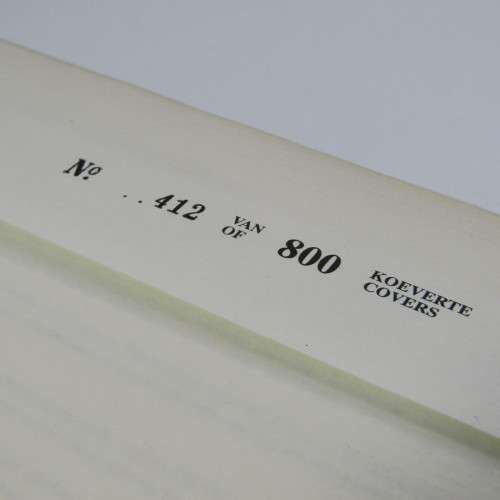 Nº. ..412 VAN 800 KOEVERTE
OF COVERS